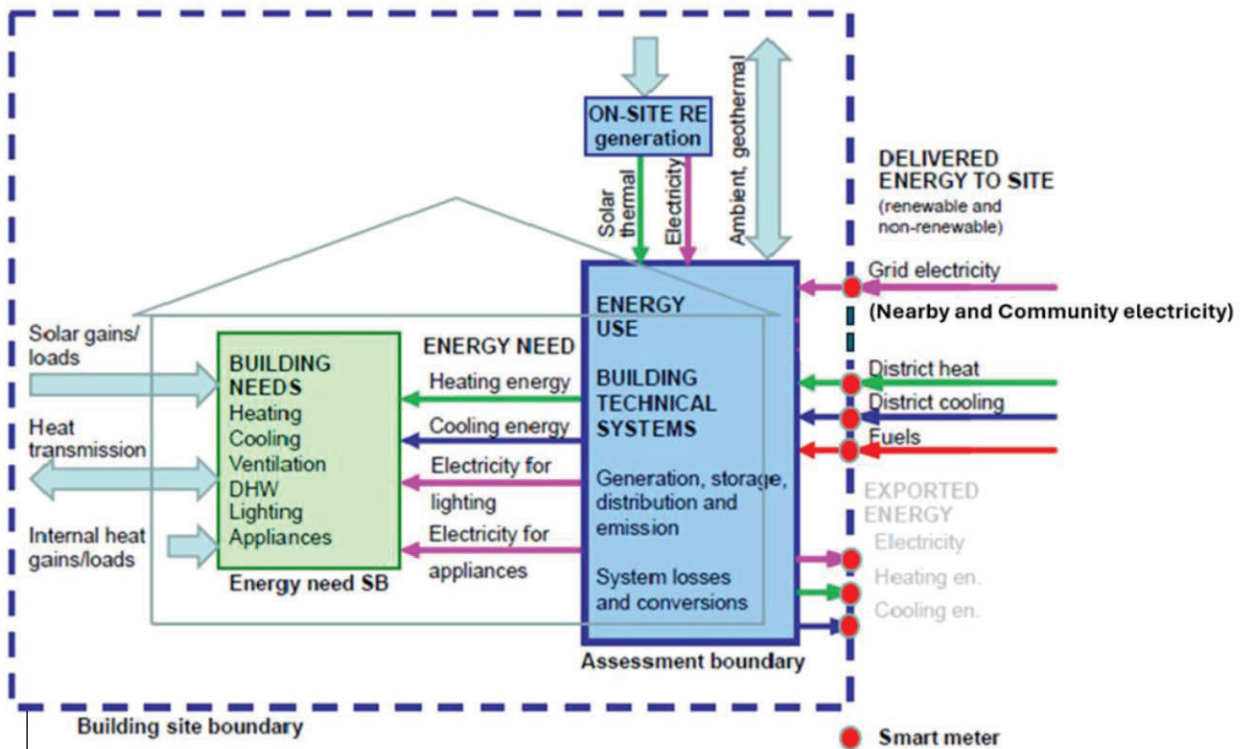 ON-SITE RE
generation
Solar
thermal
Electricity
Ambient, geothermal
DELIVERED
ENERGY TO SITE
(renewable and
non-renewable)
Grid electricity
(Nearby and Community electricity)
District heat
District cooling
Fuels
EXPORTED
ENERGY
Electricity
Heating en.
Cooling en.
Solar gains/
loads
Heat
transmission
Internal heat
gains/loads
BUILDING
NEEDS
Heating
Cooling
Ventilation
DHW
Lighting
Appliances
Energy need SB
ENERGY NEED
Heating energy
Cooling energy
Electricity for
lighting
Electricity for
appliances
ENERGY
USE
BUILDING
TECHNICAL
SYSTEMS
Generation, storage,
distribution and
emission
System losses
and conversions
Assessment boundary
Building site boundary
Smart meter